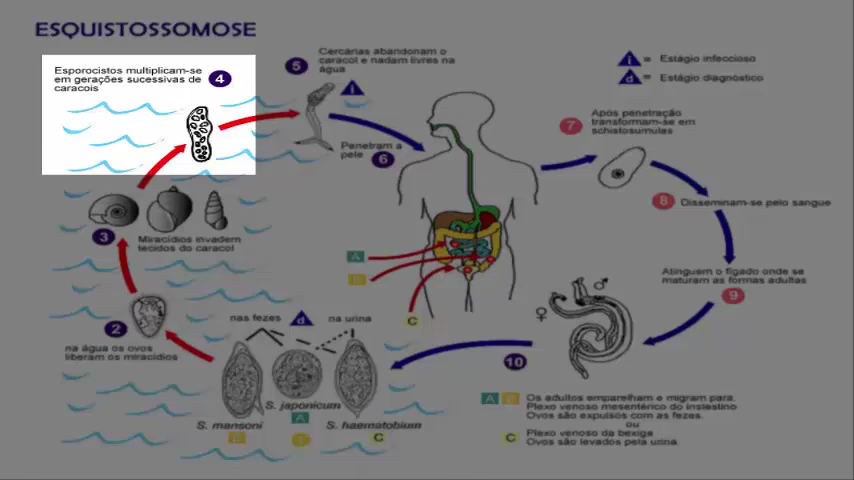 ESQUISTOSSOMOSE
Esporocistos multiplicam-se
em gerações sucessivas de
caracois
4
5
Cercárias abandonam o
caracol e nadam livres na
água
i
i = Estágio infeccioso
d = Estágio diagnóstico
Penetram a
pele
6
7
Após penetração
transformam-se em
schistosumulas
8
Disseminam-se pelo sangue
Atinguem o fígado onde se
maturam as formas adultas
9
3
Miracídios invadem
tecidos do caracol
A
B
C
2
na água os ovos
liberam os miracídios
nas fezes
d
na urina
♀
♂
10
S. japonicum
A
S. mansoni
S. haematobium
B
C
A B Os adultos emparelham e migram para.
Plexo venoso mesentérico do instestino
Ovos são expulsos com as fezes.
ou
C Plexo venoso da bexiga
Ovos são levados pela urina